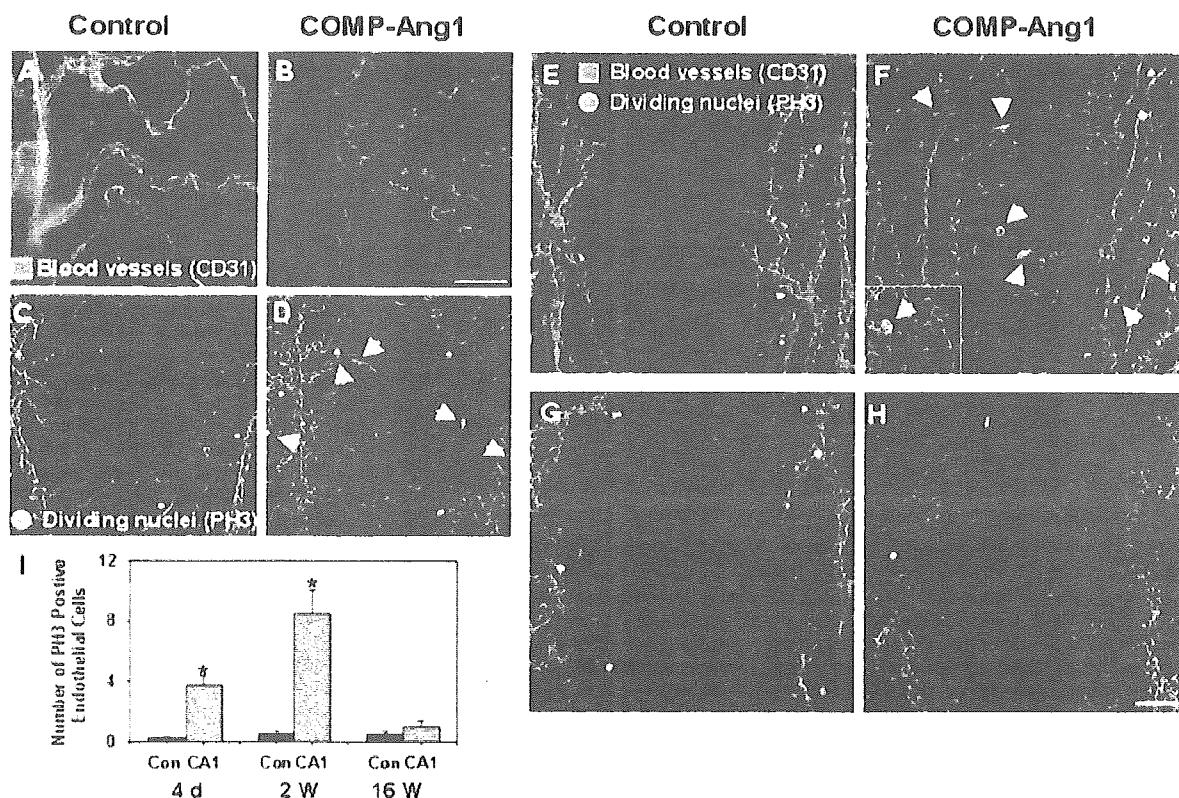 Control
COMP-Ang1
Control
COMP-Ang1
A
B
Blood vessels (CD31)
C
D
Dividing nuclei (PH3)
E
Blood vessels (CD31)
Dividing nuclei (PH3)
F
G
H
I
Number of PH3 Postive
Endothelial Cells
12
8
4
0
*
*
Con CA1
Con CA1
Con CA1
4 d
2 W
16 W